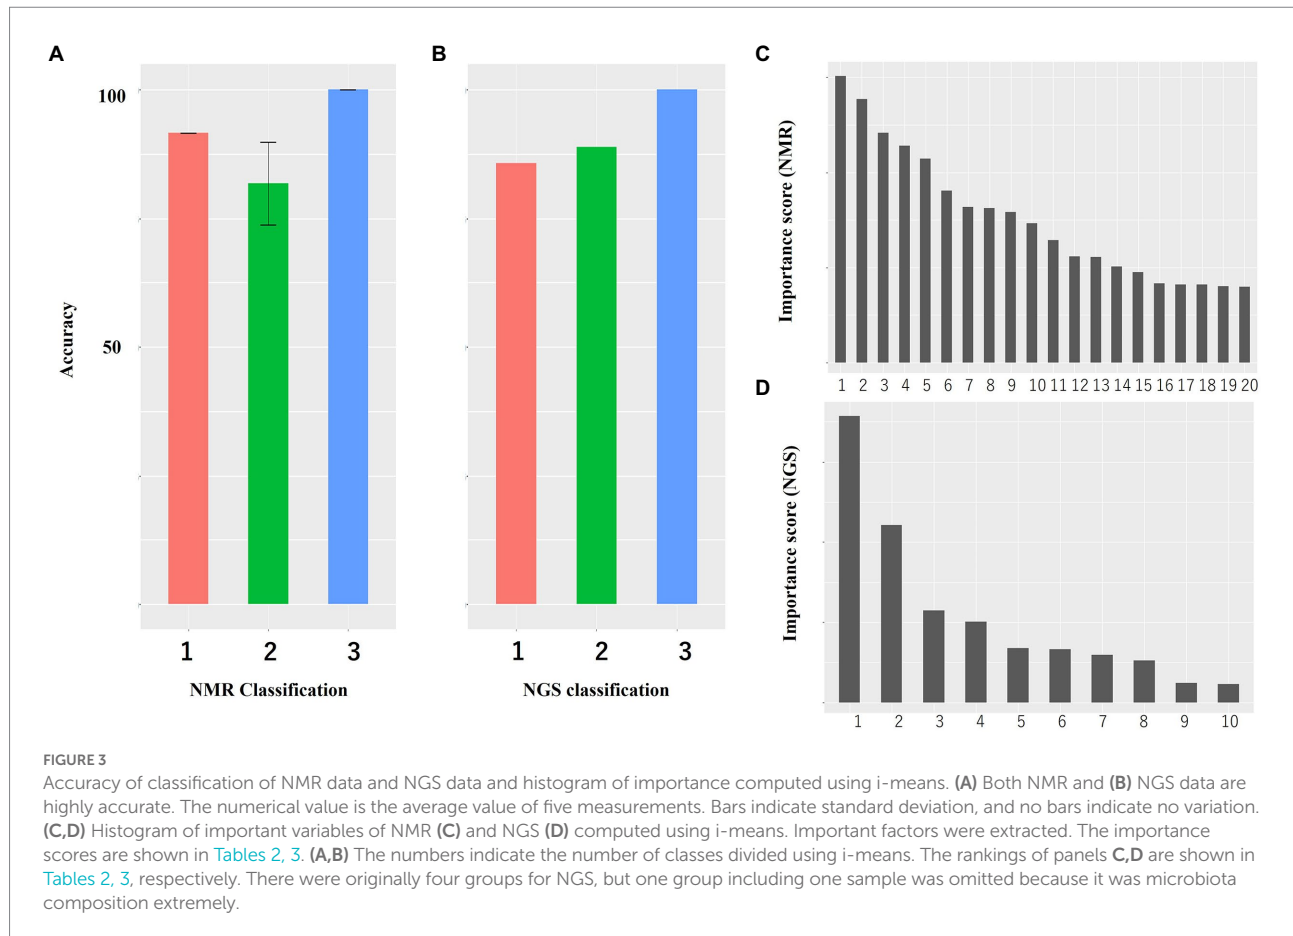 A
100
50
Accuracy
1 2 3
NMR Classification
B
1 2 3
NGS classification
C
Importance score (NMR)
1 2 3 4 5 6 7 8 9 10 11 12 13 14 15 16 17 18 19 20
D
Importance score (NGS)
1 2 3 4 5 6 7 8 9 10
FIGURE 3
Accuracy of classification of NMR data and NGS data and histogram of importance computed using i-means. (A) Both NMR and (B) NGS data are
highly accurate. The numerical value is the average value of five measurements. Bars indicate standard deviation, and no bars indicate no variation.
(C,D) Histogram of important variables of NMR (C) and NGS (D) computed using i-means. Important factors were extracted. The importance
scores are shown in Tables 2, 3. (A,B) The numbers indicate the number of classes divided using i-means. The rankings of panels C,D are shown in
Tables 2, 3, respectively. There were originally four groups for NGS, but one group including one sample was omitted because it was microbiota
composition extremely.